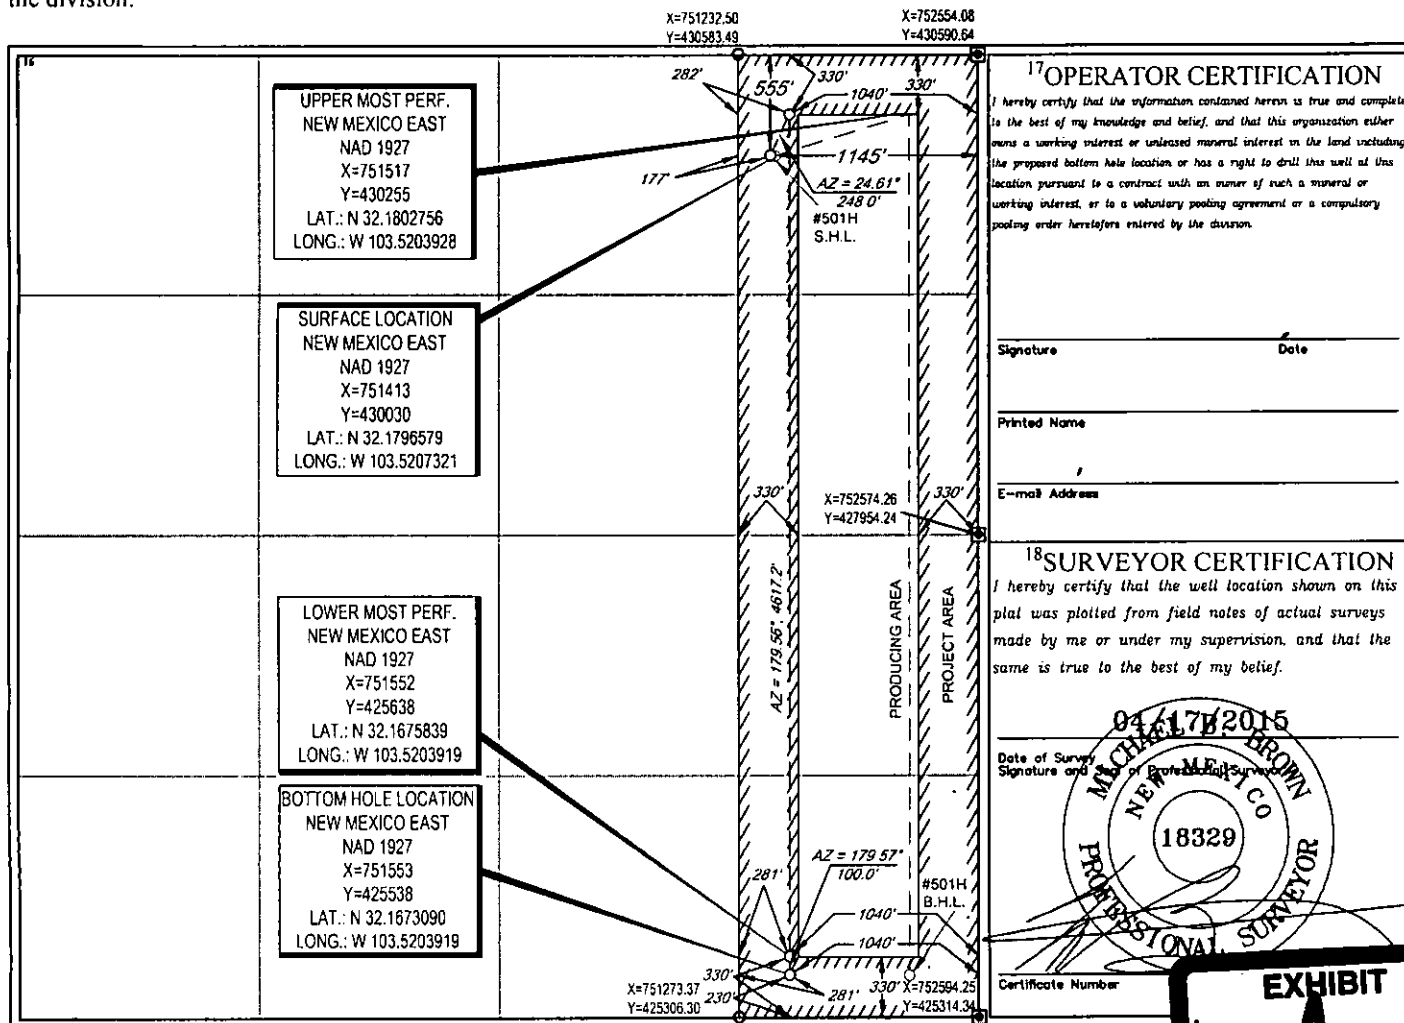 the division.
X=751232.50
Y=430583.49
X=752554.08
Y=430590.64
16
282'
555'
330'
1040'
330'
177'
1145'
AZ = 24.61°
248.0'
#501H
S.H.L.
UPPER MOST PERF.
NEW MEXICO EAST
NAD 1927
X=751517
Y=430255
LAT.: N 32.1802756
LONG.: W 103.5203928
SURFACE LOCATION
NEW MEXICO EAST
NAD 1927
X=751413
Y=430030
LAT.: N 32.1796579
LONG.: W 103.5207321
330'
X=752574.26
Y=427954.24
330'
AZ = 179.56°, 4617.2'
PRODUCING AREA
PROJECT AREA
LOWER MOST PERF.
NEW MEXICO EAST
NAD 1927
X=751552
Y=425638
LAT.: N 32.1675839
LONG.: W 103.5203919
BOTTOM HOLE LOCATION
NEW MEXICO EAST
NAD 1927
X=751553
Y=425538
LAT.: N 32.1673090
LONG.: W 103.5203919
281'
AZ = 179.57°
100.0'
#501H
B.H.L.
1040'
1040'
330'
230'
281'
330'
X=751273.37
Y=425306.30
X=752594.25
Y=425314.34
17 OPERATOR CERTIFICATION
I hereby certify that the information contained herein is true and complete
to the best of my knowledge and belief, and that this organization either
owns a working interest or unleased mineral interest in the land including
the proposed bottom hole location or has a right to drill this well at this
location pursuant to a contract with an owner of such a mineral or
working interest, or to a voluntary pooling agreement or a compulsory
pooling order heretofore entered by the division.
Signature Date
Printed Name
E-mail Address
18 SURVEYOR CERTIFICATION
I hereby certify that the well location shown on this
plat was plotted from field notes of actual surveys
made by me or under my supervision, and that the
same is true to the best of my belief.
04/17/2015
Date of Survey
Signature and Seal of Professional Surveyor
MICHAEL B. BROWN
NEW MEXICO
18329
PROFESSIONAL SURVEYOR
Certificate Number
EXHIBIT